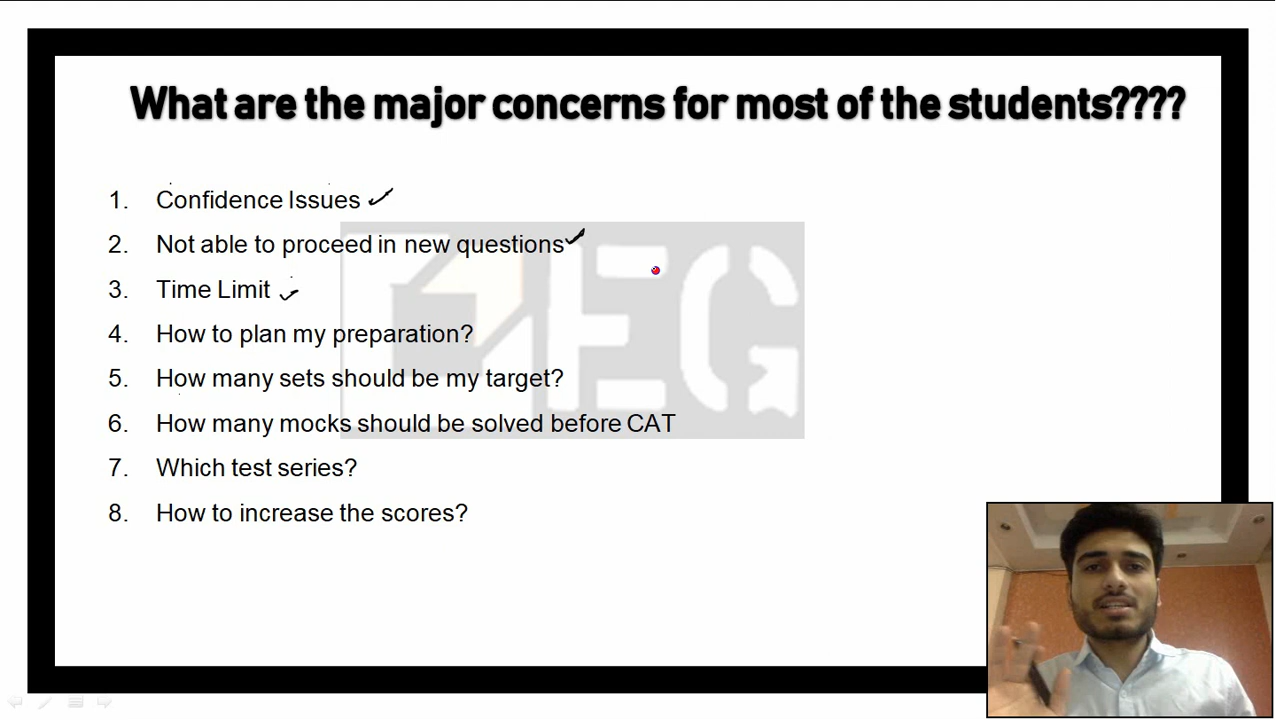 What are the major concerns for most of the students????
1. Confidence Issues
2. Not able to proceed in new questions
3. Time Limit
4. How to plan my preparation?
5. How many sets should be my target?
6. How many mocks should be solved before CAT
7. Which test series?
8. How to increase the scores?
EG